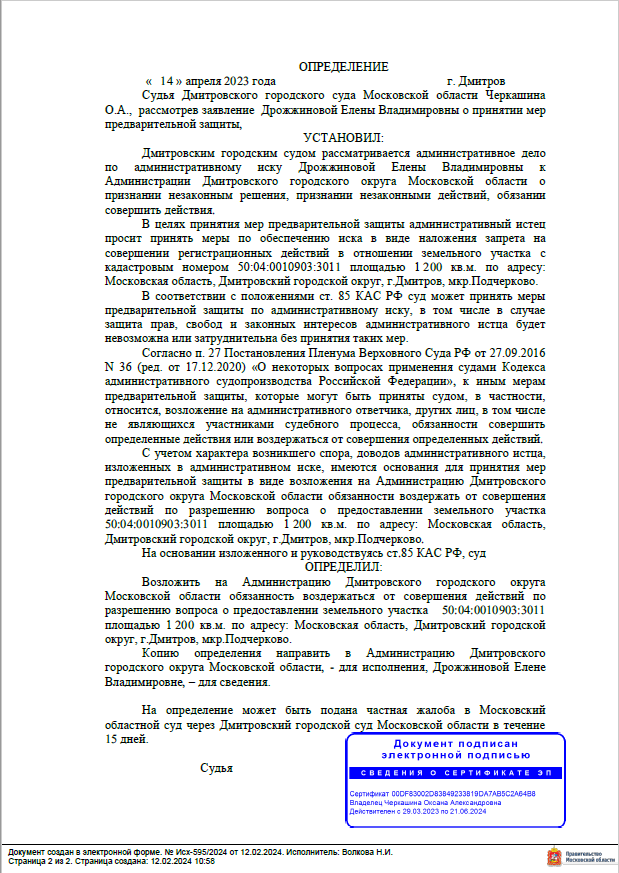 ОПРЕДЕЛЕНИЕ
« 14 » апреля 2023 года г. Дмитров
Судья Дмитровского городского суда Московской области Черкашина
О.А., рассмотрев заявление Дрожжиновой Елены Владимировны о принятии мер
предварительной защиты,
УСТАНОВИЛ:
Дмитровским городским судом рассматривается административное дело
по административному иску Дрожжиновой Елены Владимировны к
Администрации Дмитровского городского округа Московской области о
признании незаконным решения, признании незаконными действий, обязании
совершить действия.
В целях принятия мер предварительной защиты административный истец
просит принять меры по обеспечению иска в виде наложения запрета на
совершении регистрационных действий в отношении земельного участка с
кадастровым номером 50:04:0010903:3011 площадью 1 200 кв.м. по адресу:
Московская область, Дмитровский городской округ, г.Дмитров, мкр.Подчерково.
В соответствии с положениями ст. 85 КАС РФ суд может принять меры
предварительной защиты по административному иску, в том числе в случае
защита прав, свобод и законных интересов административного истца будет
невозможна или затруднительна без принятия таких мер.
Согласно п. 27 Постановления Пленума Верховного Суда РФ от 27.09.2016
N 36 (ред. от 17.12.2020) «О некоторых вопросах применения судами Кодекса
административного судопроизводства Российской Федерации», к иным мерам
предварительной защиты, которые могут быть приняты судом, в частности,
относится, возложение на административного ответчика, других лиц, в том числе
не являющихся участниками судебного процесса, обязанности совершить
определенные действия или воздержаться от совершения определенных действий.
С учетом характера возникшего спора, доводов административного истца,
изложенных в административном иске, имеются основания для принятия мер
предварительной защиты в виде возложения на Администрацию Дмитровского
городского округа Московской области обязанности воздержать от совершения
действий по разрешению вопроса о предоставлении земельного участка
50:04:0010903:3011 площадью 1 200 кв.м. по адресу: Московская область,
Дмитровский городской округ, г.Дмитров, мкр.Подчерково.
На основании изложенного и руководствуясь ст.85 КАС РФ, суд
ОПРЕДЕЛИЛ:
Возложить на Администрацию Дмитровского городского округа
Московской области обязанность воздержаться от совершения действий по
разрешению вопроса о предоставлении земельного участка 50:04:0010903:3011
площадью 1 200 кв.м. по адресу: Московская область, Дмитровский городской
округ, г.Дмитров, мкр.Подчерково.
Копию определения направить в Администрацию Дмитровского
городского округа Московской области, - для исполнения, Дрожжиновой Елене
Владимировне, – для сведения.
На определение может быть подана частная жалоба в Московский
областной суд через Дмитровский городской суд Московской области в течение
15 дней.
Судья
Документ подписан
электронной подписью
СВЕДЕНИЯ О СЕРТИФИКАТЕ ЭП
Сертификат 00DF83002D83849233819DA7AB5C2A64B8
Владелец Черкашина Оксана Александровна
Действителен с 29.03.2023 по 21.06.2024
Документ создан в электронной форме. № Исх-595/2024 от 12.02.2024. Исполнитель: Волкова Н.И.
Страница 2 из 2. Страница создана: 12.02.2024 10:58
Правительство
Московской области